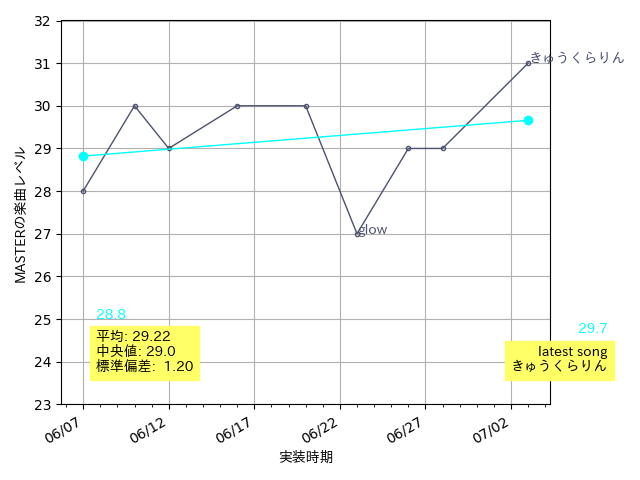 32
31
30
29
28
27
26
25
24
23
MASTERの楽曲レベル
きゅうくらりん
glow
28.8
平均: 29.22
中央値: 29.0
標準偏差: 1.20
29.7
latest song
きゅうくらりん
06/07
06/12
06/17
06/22
06/27
07/02
実装時期